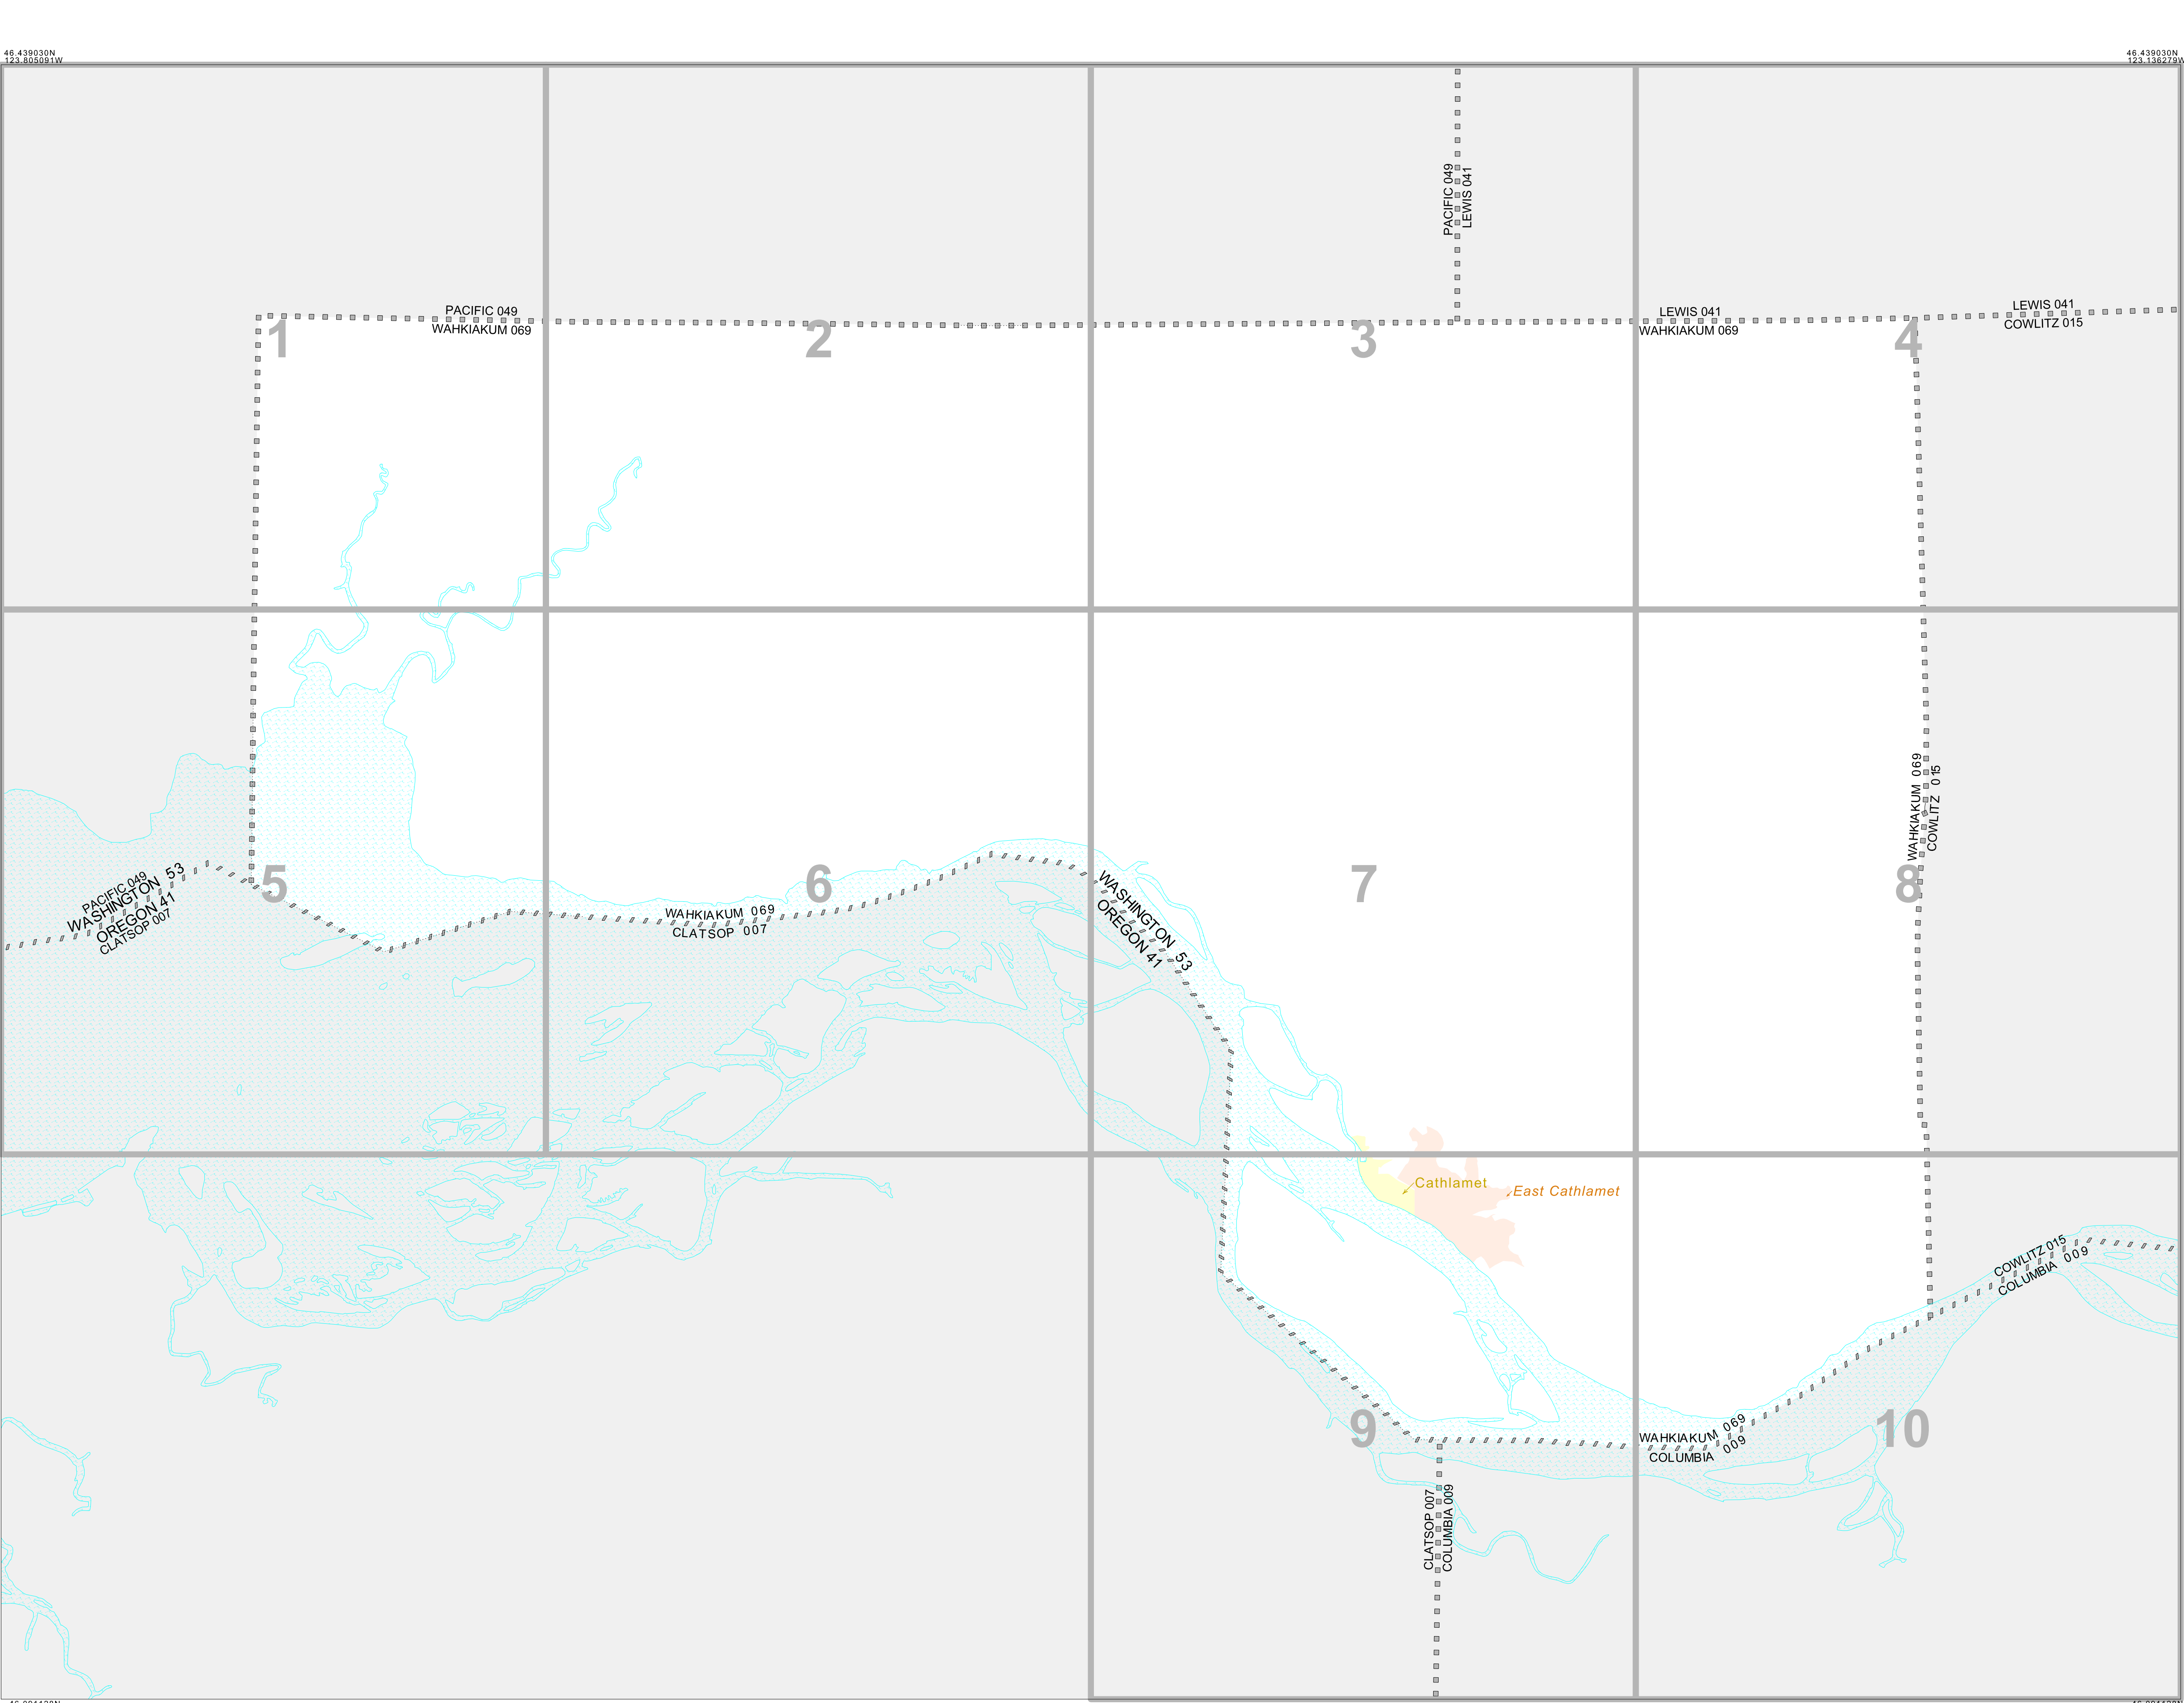 46.439030N
123.805091W
46.439030N
123.136279W
PACIFIC 049
LEWIS 041
PACIFIC 049
WAHKIAKUM 069
LEWIS 041
WAHKIAKUM 069
LEWIS 041
COWLITZ 015
1
2
3
4
WAHKIAKUM 069
COWLITZ 015
PACIFIC 049
WASHINGTON 53
OREGON 41
CLATSOP 007
5
6
7
8
WAHKIAKUM 069
CLATSOP 007
WASHINGTON 53
OREGON 41
Cathlamet
East Cathlamet
COWLITZ 015
COLUMBIA 009
9
10
WAHKIAKUM 069
COLUMBIA 009
CLATSOP 007
COLUMBIA 009